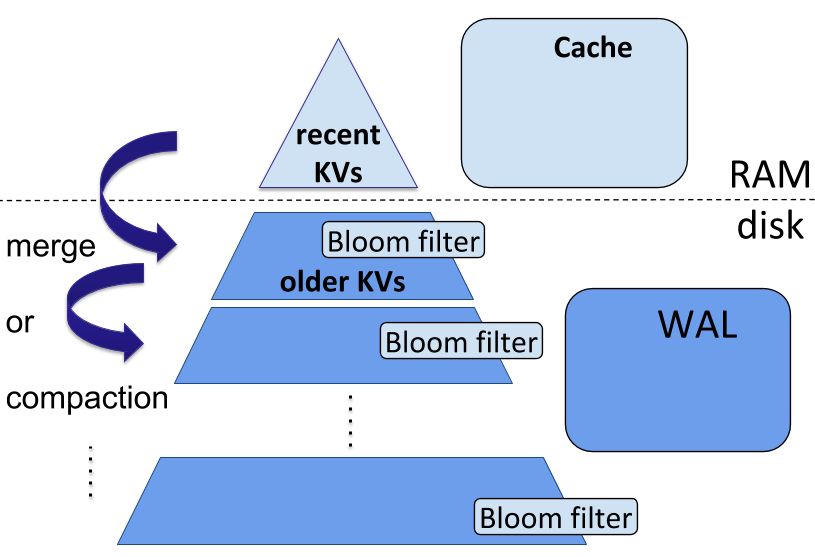 Cache
recent
KVs
RAM
disk
merge
Bloom filter
older KVs
or
Bloom filter
WAL
compaction
Bloom filter